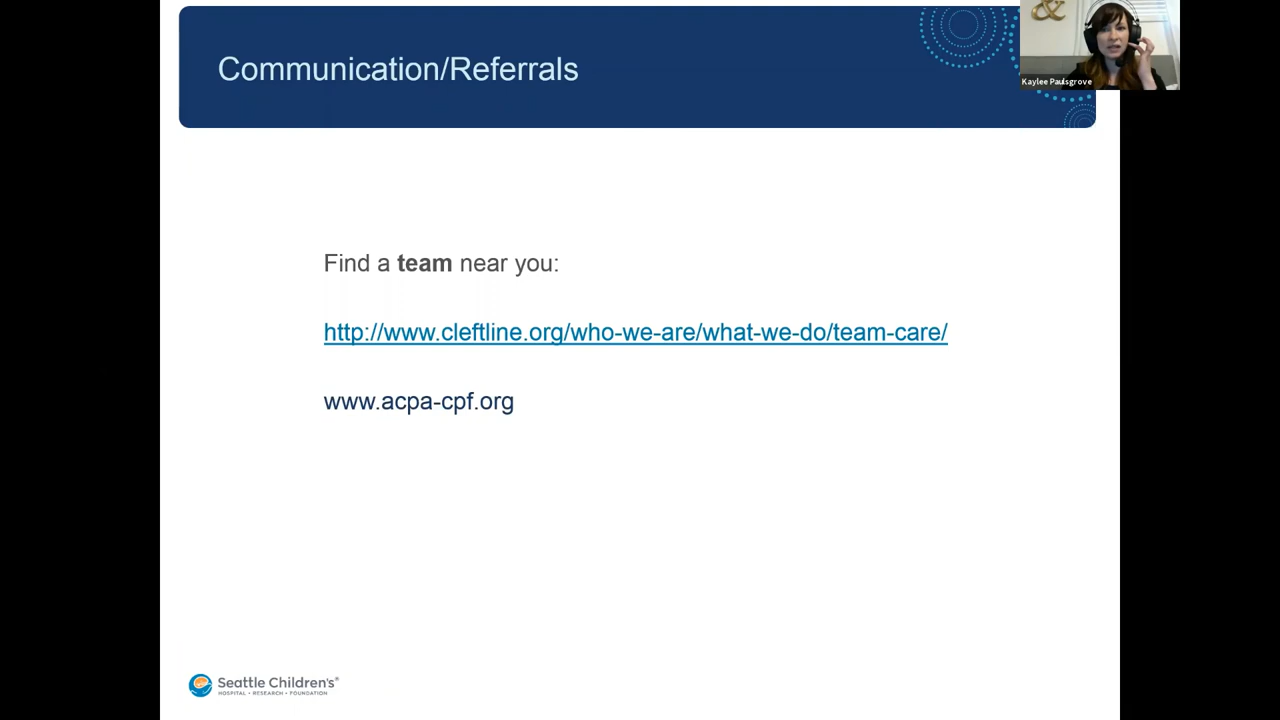 Communication/Referrals
Kaylee Paulsgrove
Find a team near you:
http://www.cleftline.org/who-we-are/what-we-do/team-care/
www.acpa-cpf.org
Seattle Children's®
HOSPITAL • RESEARCH • FOUNDATION